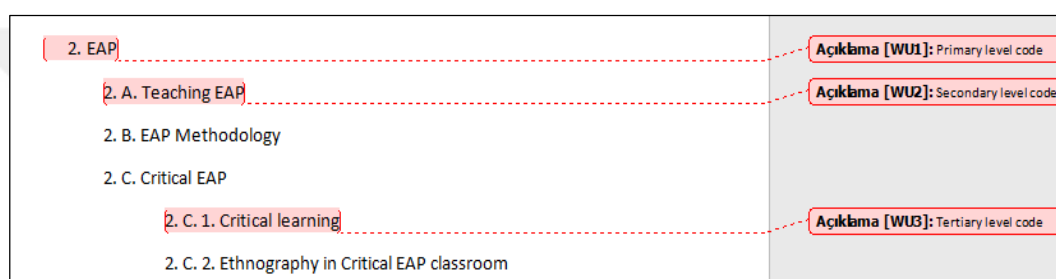 2. EAP
Açıklama [WU1]: Primary level code
2. A. Teaching EAP
Açıklama [WU2]: Secondary level code
2. B. EAP Methodology
2. C. Critical EAP
2. C. 1. Critical learning
Açıklama [WU3]: Tertiary level code
2. C. 2. Ethnography in Critical EAP classroom